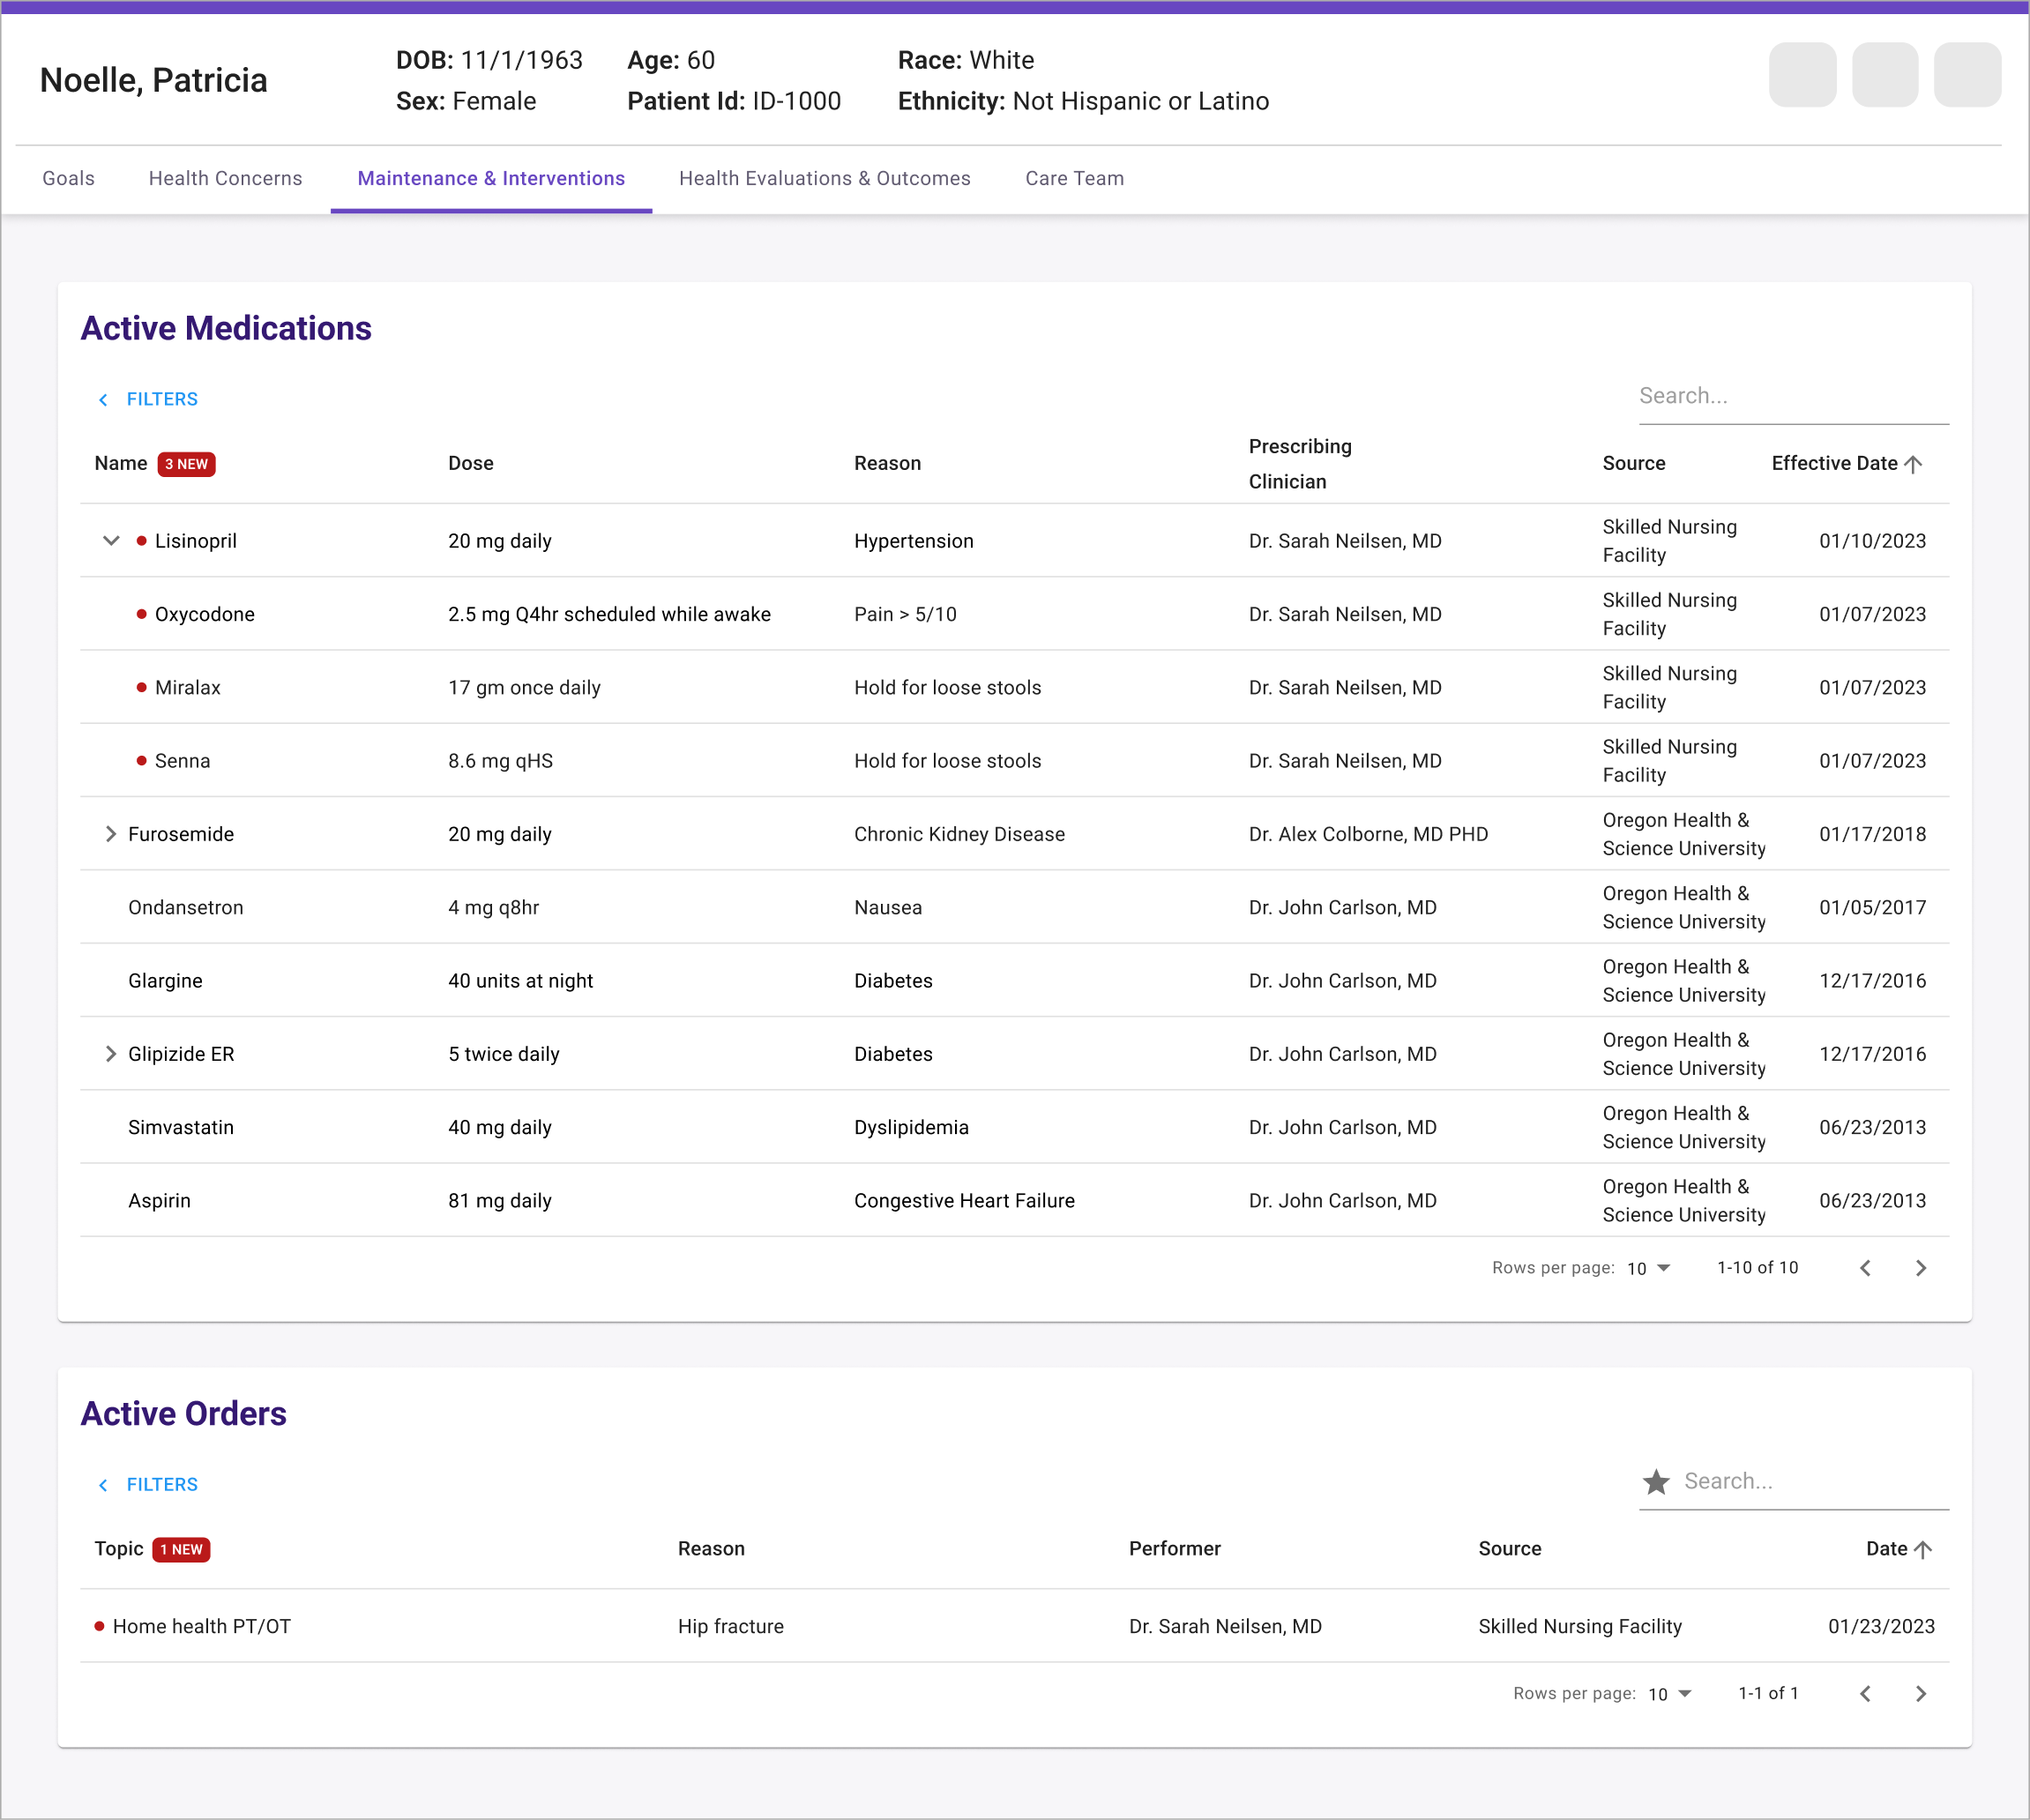 Noelle, Patricia
DOB: 11/1/1963 Age: 60 Race: White
Sex: Female Patient Id: ID-1000 Ethnicity: Not Hispanic or Latino
Goals Health Concerns Maintenance & Interventions Health Evaluations & Outcomes Care Team
Active Medications
FILTERS Search...
Name 3 NEW Dose Reason Prescribing Clinician Source Effective Date
Lisinopril 20 mg daily Hypertension Dr. Sarah Neilsen, MD Skilled Nursing Facility 01/10/2023
Oxycodone 2.5 mg Q4hr scheduled while awake Pain > 5/10 Dr. Sarah Neilsen, MD Skilled Nursing Facility 01/07/2023
Miralax 17 gm once daily Hold for loose stools Dr. Sarah Neilsen, MD Skilled Nursing Facility 01/07/2023
Senna 8.6 mg qHS Hold for loose stools Dr. Sarah Neilsen, MD Skilled Nursing Facility 01/07/2023
Furosemide 20 mg daily Chronic Kidney Disease Dr. Alex Colborne, MD PHD Oregon Health & Science University 01/17/2018
Ondansetron 4 mg q8hr Nausea Dr. John Carlson, MD Oregon Health & Science University 01/05/2017
Glargine 40 units at night Diabetes Dr. John Carlson, MD Oregon Health & Science University 12/17/2016
Glipizide ER 5 twice daily Diabetes Dr. John Carlson, MD Oregon Health & Science University 12/17/2016
Simvastatin 40 mg daily Dyslipidemia Dr. John Carlson, MD Oregon Health & Science University 06/23/2013
Aspirin 81 mg daily Congestive Heart Failure Dr. John Carlson, MD Oregon Health & Science University 06/23/2013
Rows per page: 10 1-10 of 10
Active Orders
FILTERS Search...
Topic 1 NEW Reason Performer Source Date
Home health PT/OT Hip fracture Dr. Sarah Neilsen, MD Skilled Nursing Facility 01/23/2023
Rows per page: 10 1-1 of 1